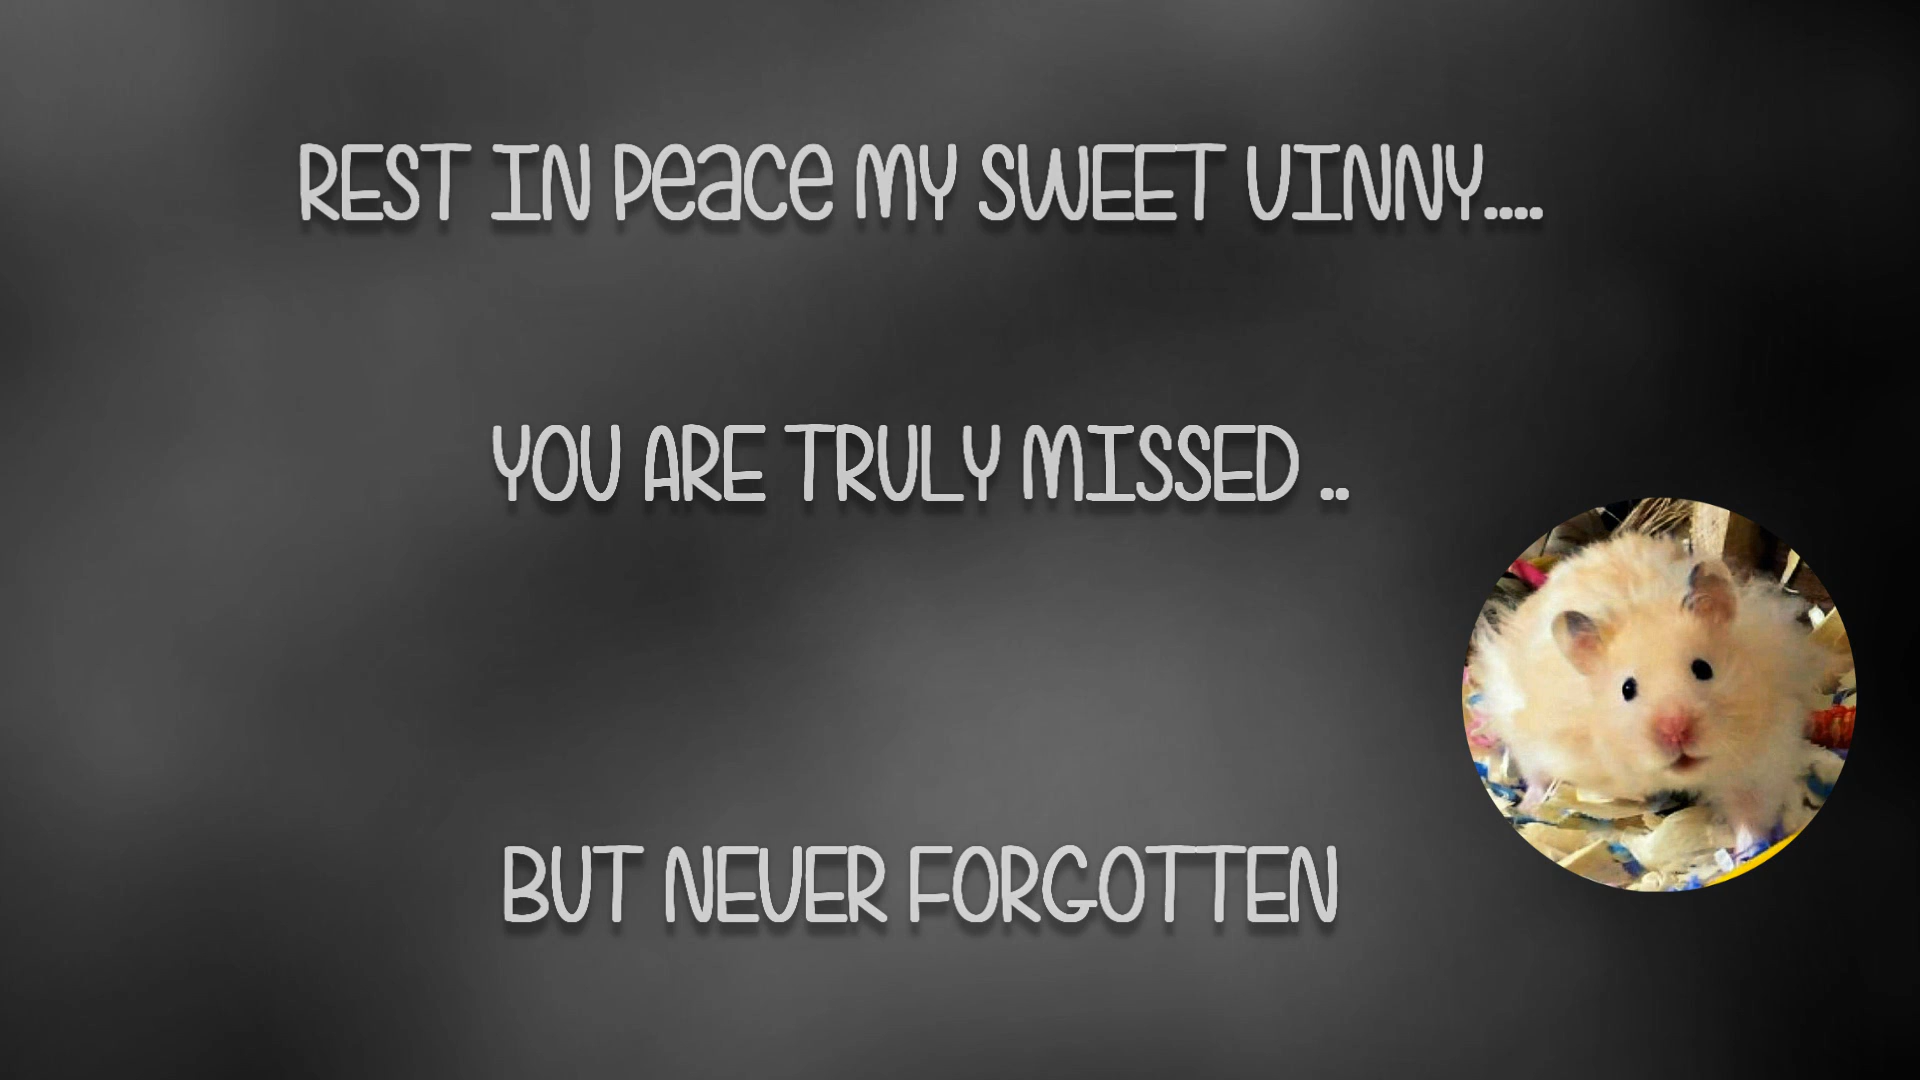 REST IN Peace MY SWEET VINNY....
YOU ARE TRULY MISSED ..
BUT NEVER FORGOTTEN